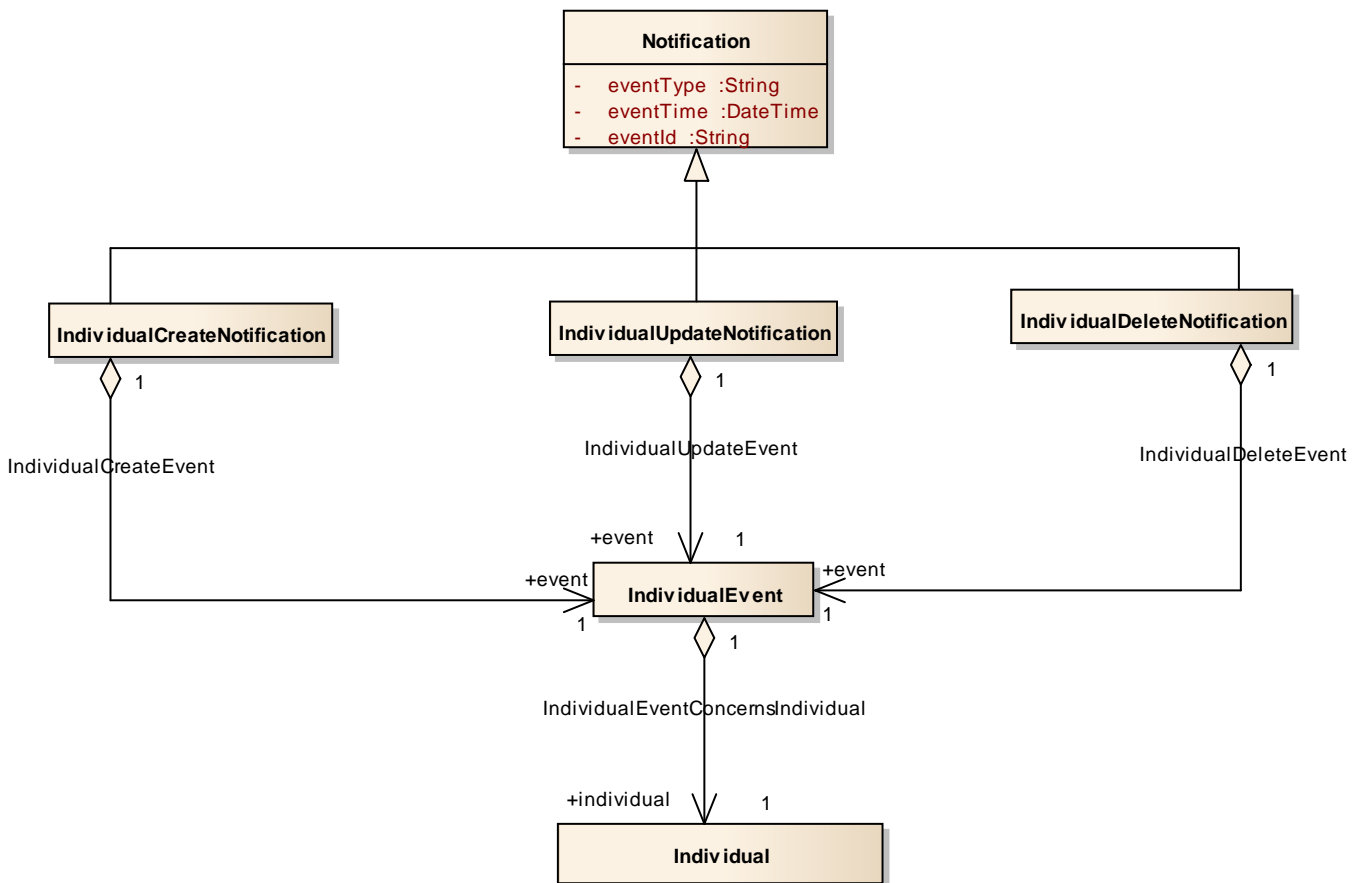 Notification
- eventType :String
- eventTime :DateTime
- eventId :String
IndividualCreateNotification
IndividualUpdateNotification
IndividualDeleteNotification
1
1
1
IndividualCreateEvent
IndividualUpdateEvent
IndividualDeleteEvent
+event
1
+event
1
+event
1
IndividualEvent
1
IndividualEventConcernsIndividual
+individual
1
Individual